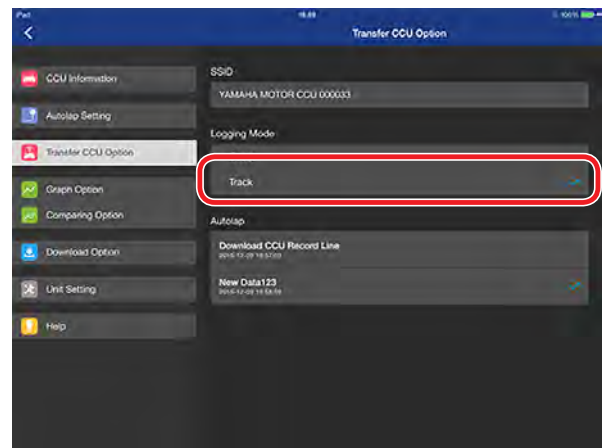 iPad
100%
Transfer CCU Option
CCU Information
Autolap Setting
Transfer CCU Option
Graph Option
Comparing Option
Download Option
Unit Setting
Help
SSID
YAMAHA MOTOR CCU 000033
Logging Mode
Track
Autolap
Download CCU Record Line
New Data123